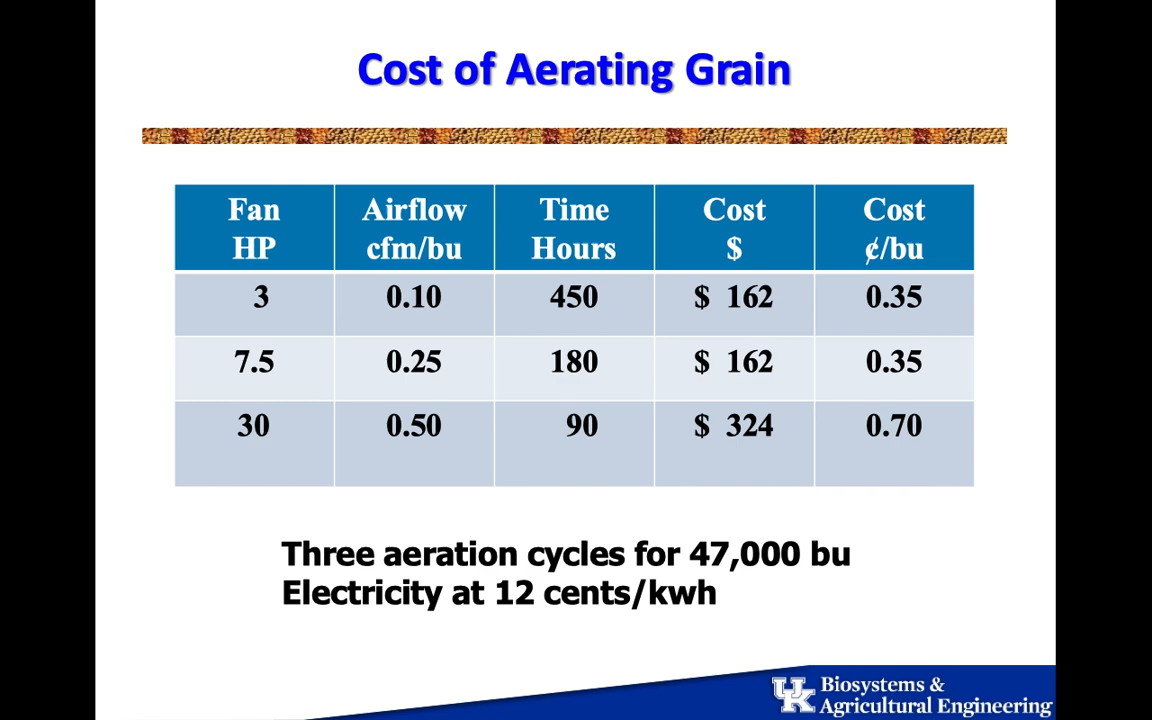 Cost of Aerating Grain
Fan HP Airflow cfm/bu Time Hours Cost $ Cost ¢/bu
3 0.10 450 $ 162 0.35
7.5 0.25 180 $ 162 0.35
30 0.50 90 $ 324 0.70
Three aeration cycles for 47,000 bu
Electricity at 12 cents/kwh
UK Biosystems &
Agricultural Engineering